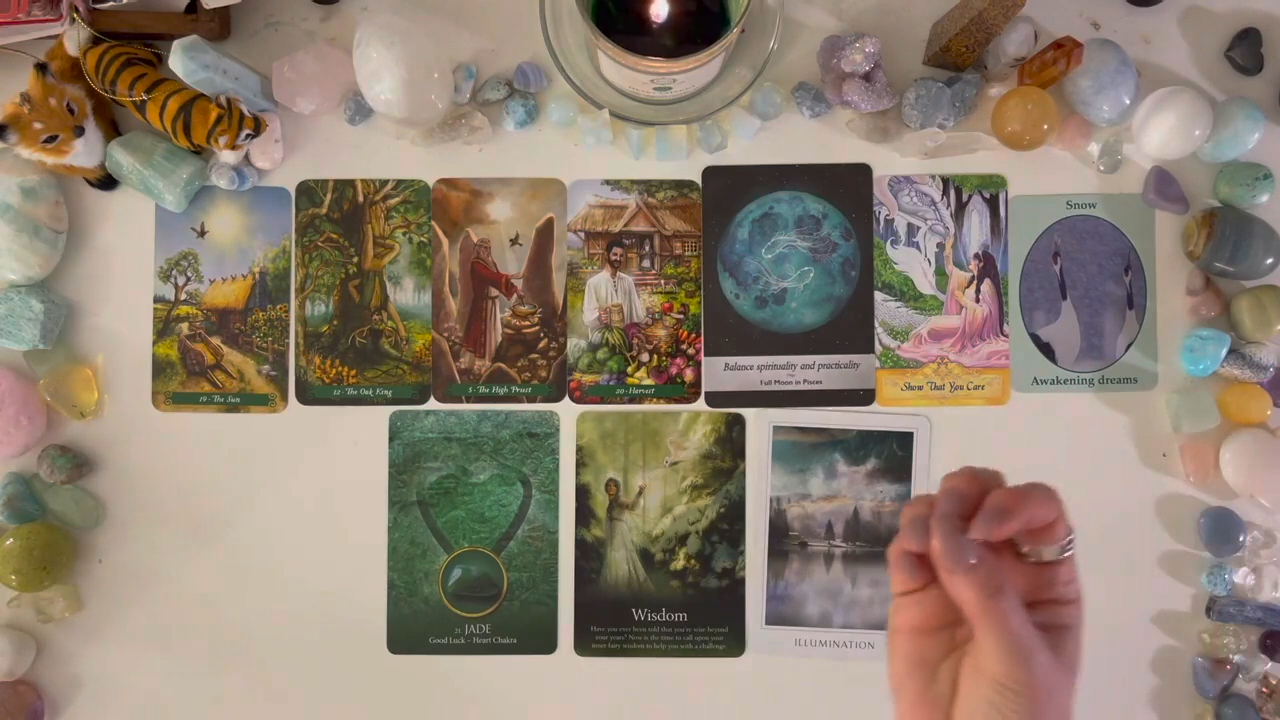 19 · The Sun
12 · The Oak King
5 · The High Priest
20 · Harvest
Balance spirituality and practicality
Full Moon in Pisces
Show That You Care
Snow
Awakening dreams
21. JADE
Good Luck – Heart Chakra
Wisdom
Have you ever been told that you're wise beyond
your years? Now is the time to call upon your
inner fairy wisdom to help you with a challenge.
ILLUMINATION